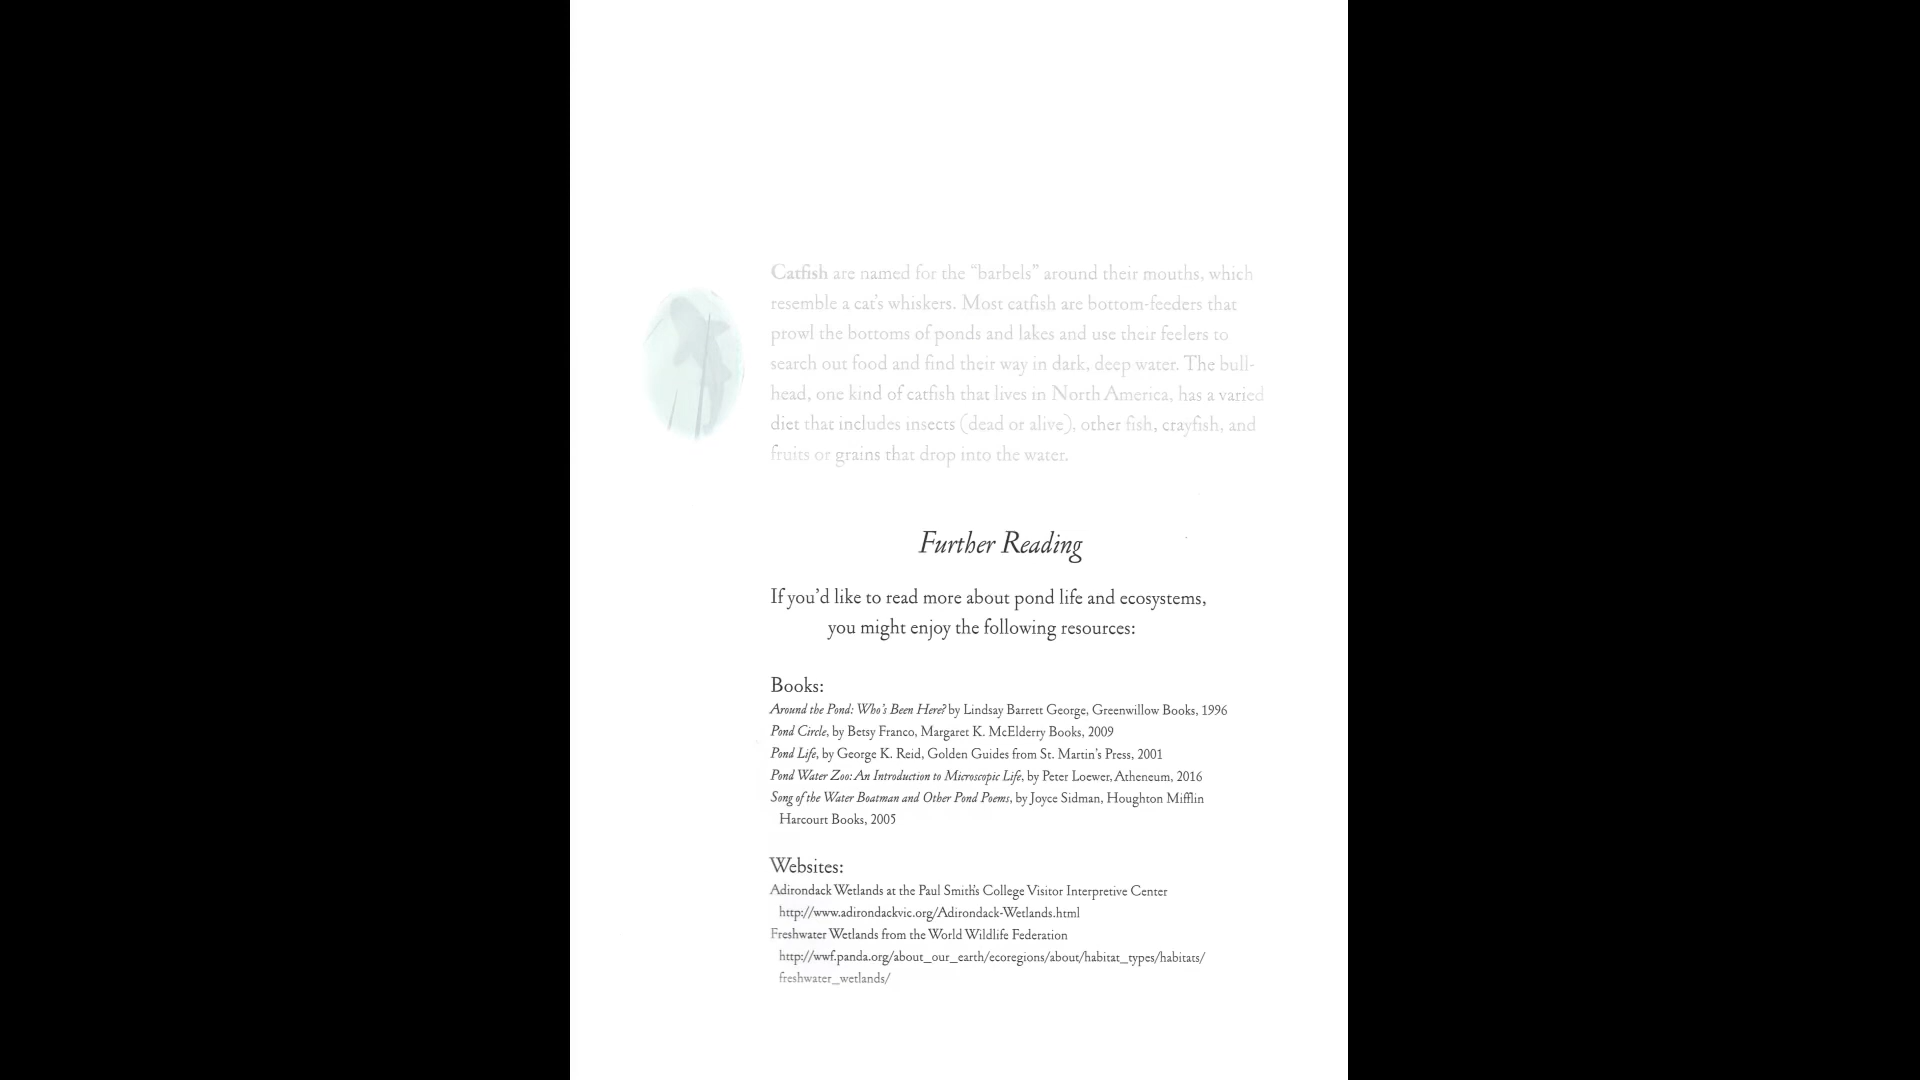 Catfish are named for the “barbels” around their mouths, which
resemble a cat’s whiskers. Most catfish are bottom-feeders that
prowl the bottoms of ponds and lakes and use their feelers to
search out food and find their way in dark, deep water. The bull-
head, one kind of catfish that lives in North America, has a varied
diet that includes insects (dead or alive), other fish, crayfish, and
fruits or grains that drop into the water.
Further Reading
If you’d like to read more about pond life and ecosystems,
you might enjoy the following resources:
Books:
Around the Pond: Who’s Been Here? by Lindsay Barrett George, Greenwillow Books, 1996
Pond Circle, by Betsy Franco, Margaret K. McElderry Books, 2009
Pond Life, by George K. Reid, Golden Guides from St. Martin’s Press, 2001
Pond Water Zoo: An Introduction to Microscopic Life, by Peter Loewer, Atheneum, 2016
Song of the Water Boatman and Other Pond Poems, by Joyce Sidman, Houghton Mifflin
Harcourt Books, 2005
Websites:
Adirondack Wetlands at the Paul Smith’s College Visitor Interpretive Center
http://www.adirondackvic.org/Adirondack-Wetlands.html
Freshwater Wetlands from the World Wildlife Federation
http://wwf.panda.org/about_our_earth/ecoregions/about/habitat_types/habitats/
freshwater_wetlands/